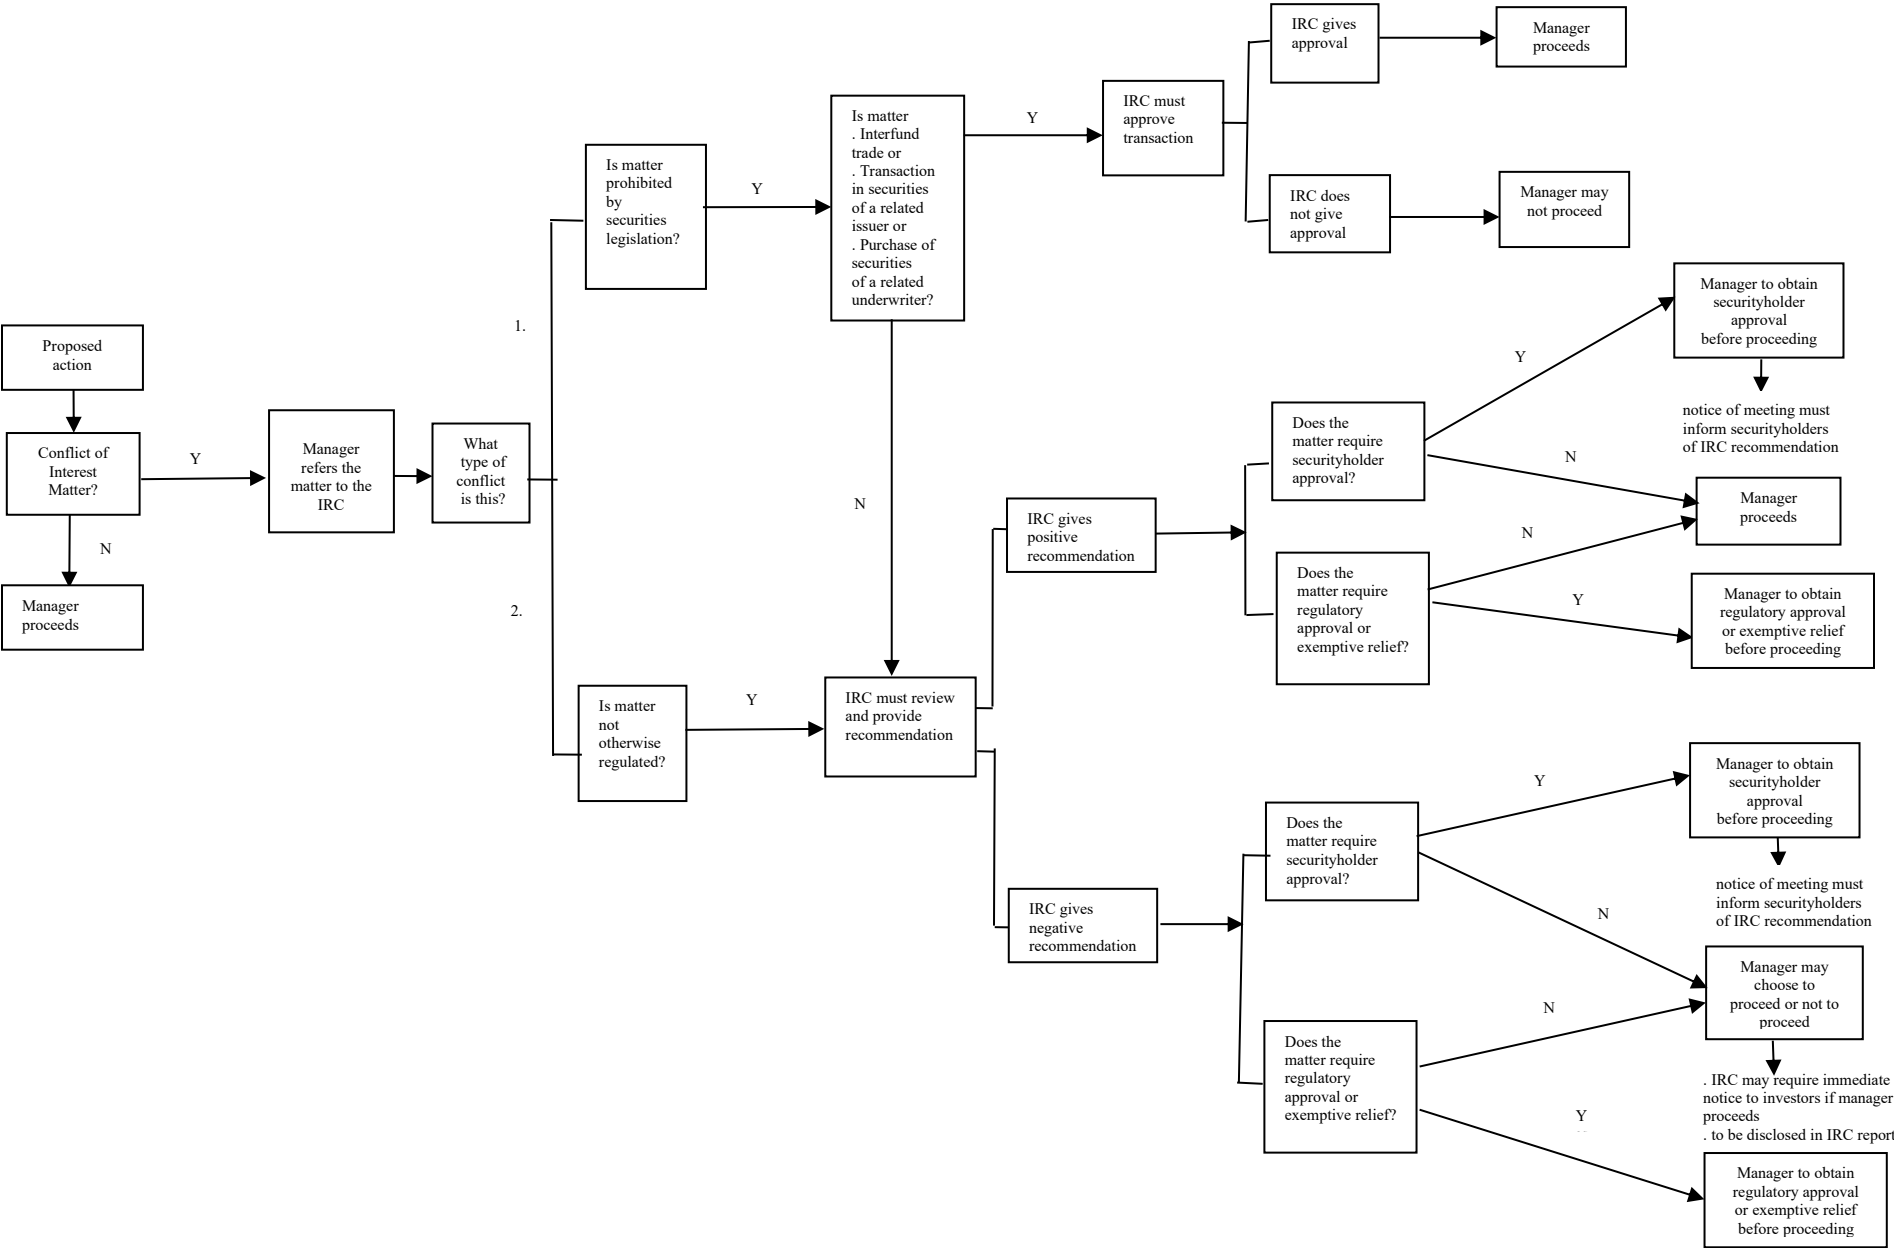 Proposed
action
Conflict of
Interest
Matter?
Y
N
Manager
proceeds
Manager
refers the
matter to the
IRC
What
type of
conflict
is this?
1.
2.
Is matter
prohibited
by
securities
legislation?
Y
Is matter
. Interfund
trade or
. Transaction
in securities
of a related
issuer or
. Purchase of
securities
of a related
underwriter?
Y
N
IRC must
approve
transaction
IRC gives
approval
Manager
proceeds
IRC does
not give
approval
Manager may
not proceed
Is matter
not
otherwise
regulated?
Y
IRC must review
and provide
recommendation
IRC gives
positive
recommendation
Does the
matter require
securityholder
approval?
Y
Manager to obtain
securityholder
approval
before proceeding
notice of meeting must
inform securityholders
of IRC recommendation
N
Manager
proceeds
Does the
matter require
regulatory
approval or
exemptive relief?
N
Y
Manager to obtain
regulatory approval
or exemptive relief
before proceeding
IRC gives
negative
recommendation
Does the
matter require
securityholder
approval?
Y
Manager to obtain
securityholder
approval
before proceeding
notice of meeting must
inform securityholders
of IRC recommendation
N
Manager may
choose to
proceed or not to
proceed
. IRC may require immediate
notice to investors if manager
proceeds
. to be disclosed in IRC report
Does the
matter require
regulatory
approval or
exemptive relief?
N
Y
Manager to obtain
regulatory approval
or exemptive relief
before proceeding